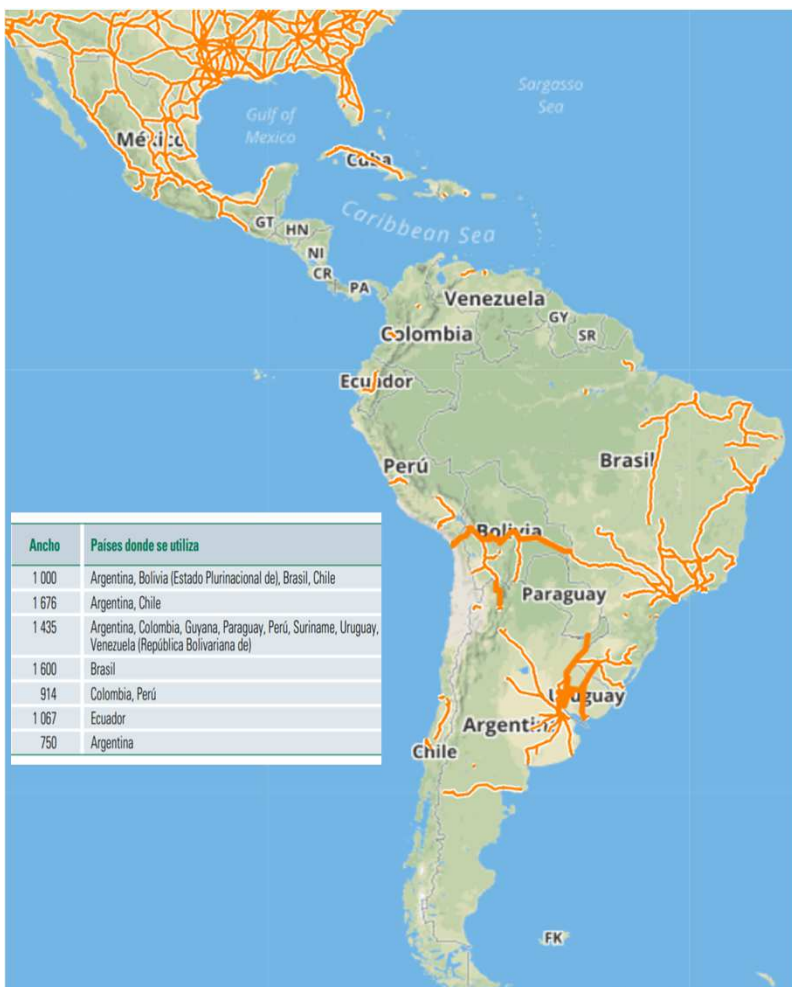 Sargasso
Sea
Gulf of
Mexico
México
Cuba
GT
HN
Caribbean Sea
NI
CR
PA
Venezuela
GY
Colombia
SR
Ecuador
Perú
Brasil
Bolivia
Paraguay
Uruguay
Argentina
Chile
FK
Ancho Países donde se utiliza
1 000 Argentina, Bolivia (Estado Plurinacional de), Brasil, Chile
1 676 Argentina, Chile
1 435 Argentina, Colombia, Guyana, Paraguay, Perú, Suriname, Uruguay,
Venezuela (República Bolivariana de)
1 600 Brasil
914 Colombia, Perú
1 067 Ecuador
750 Argentina